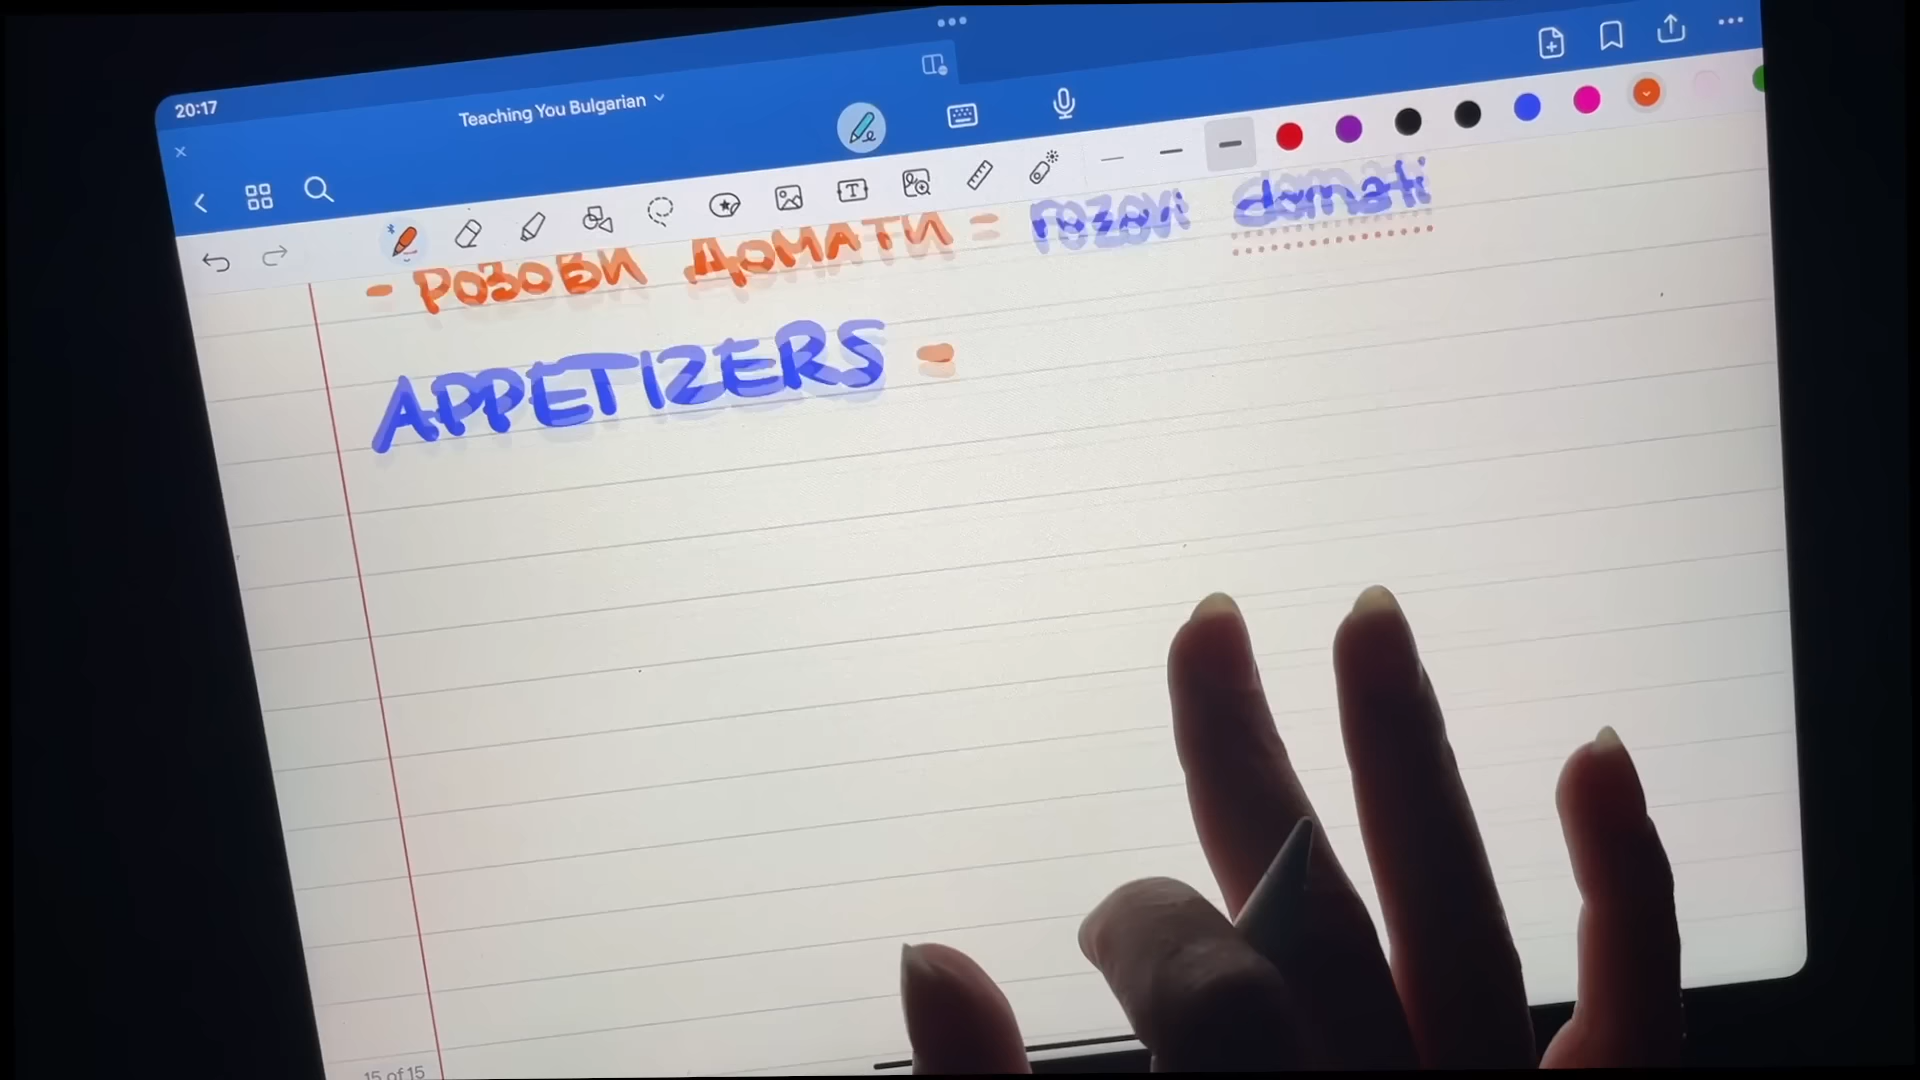 20:17
Teaching You Bulgarian
- РОЗОВИ ДОМАТИ = rozovi domati
APPETIZERS -
15 of 15